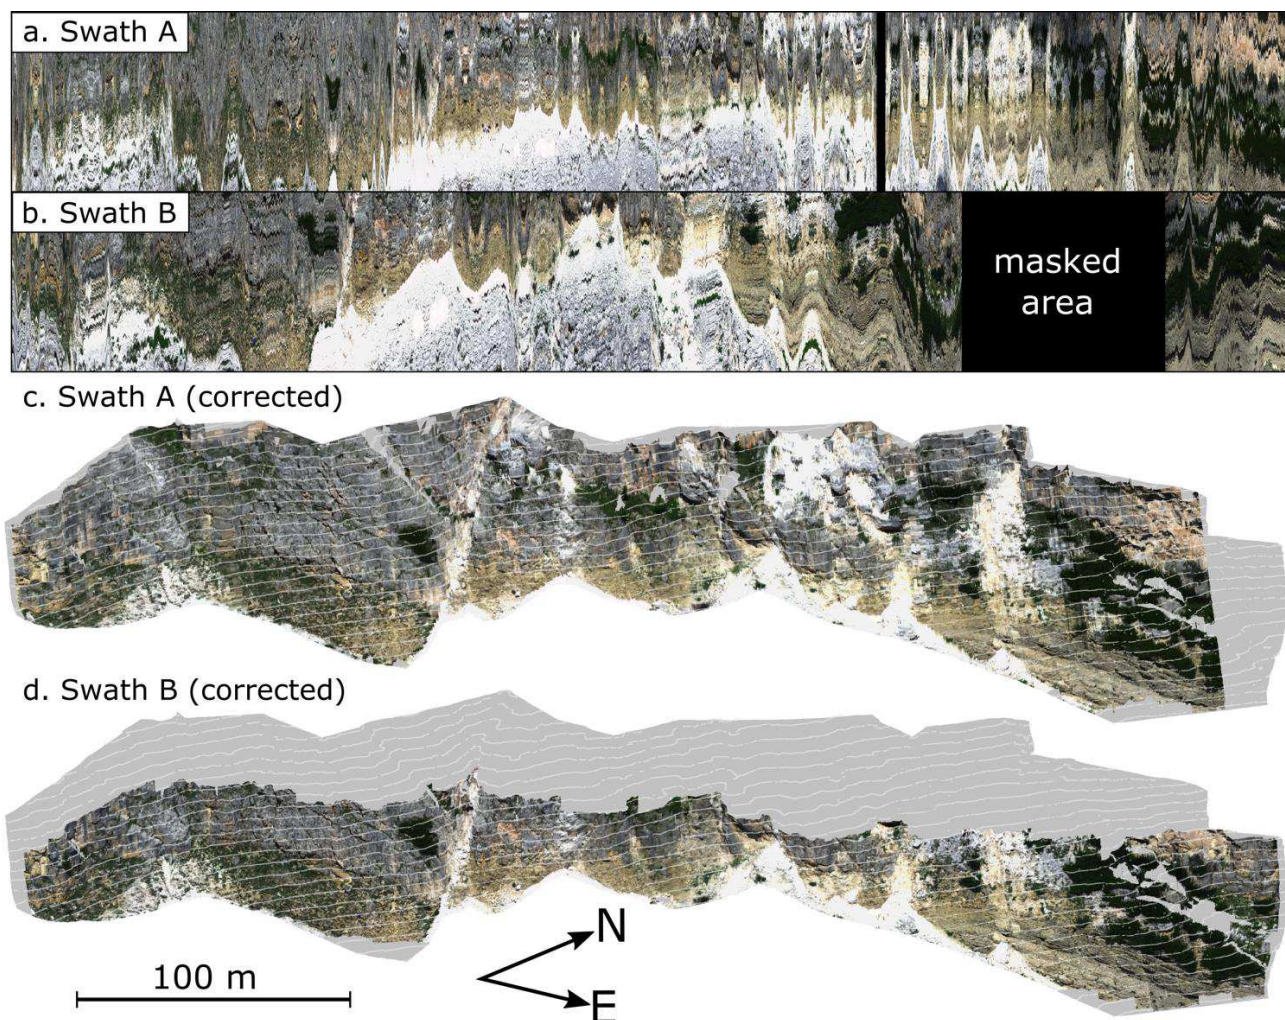 a. Swath A
b. Swath B
masked
area
c. Swath A (corrected)
d. Swath B (corrected)
N
100 m
E